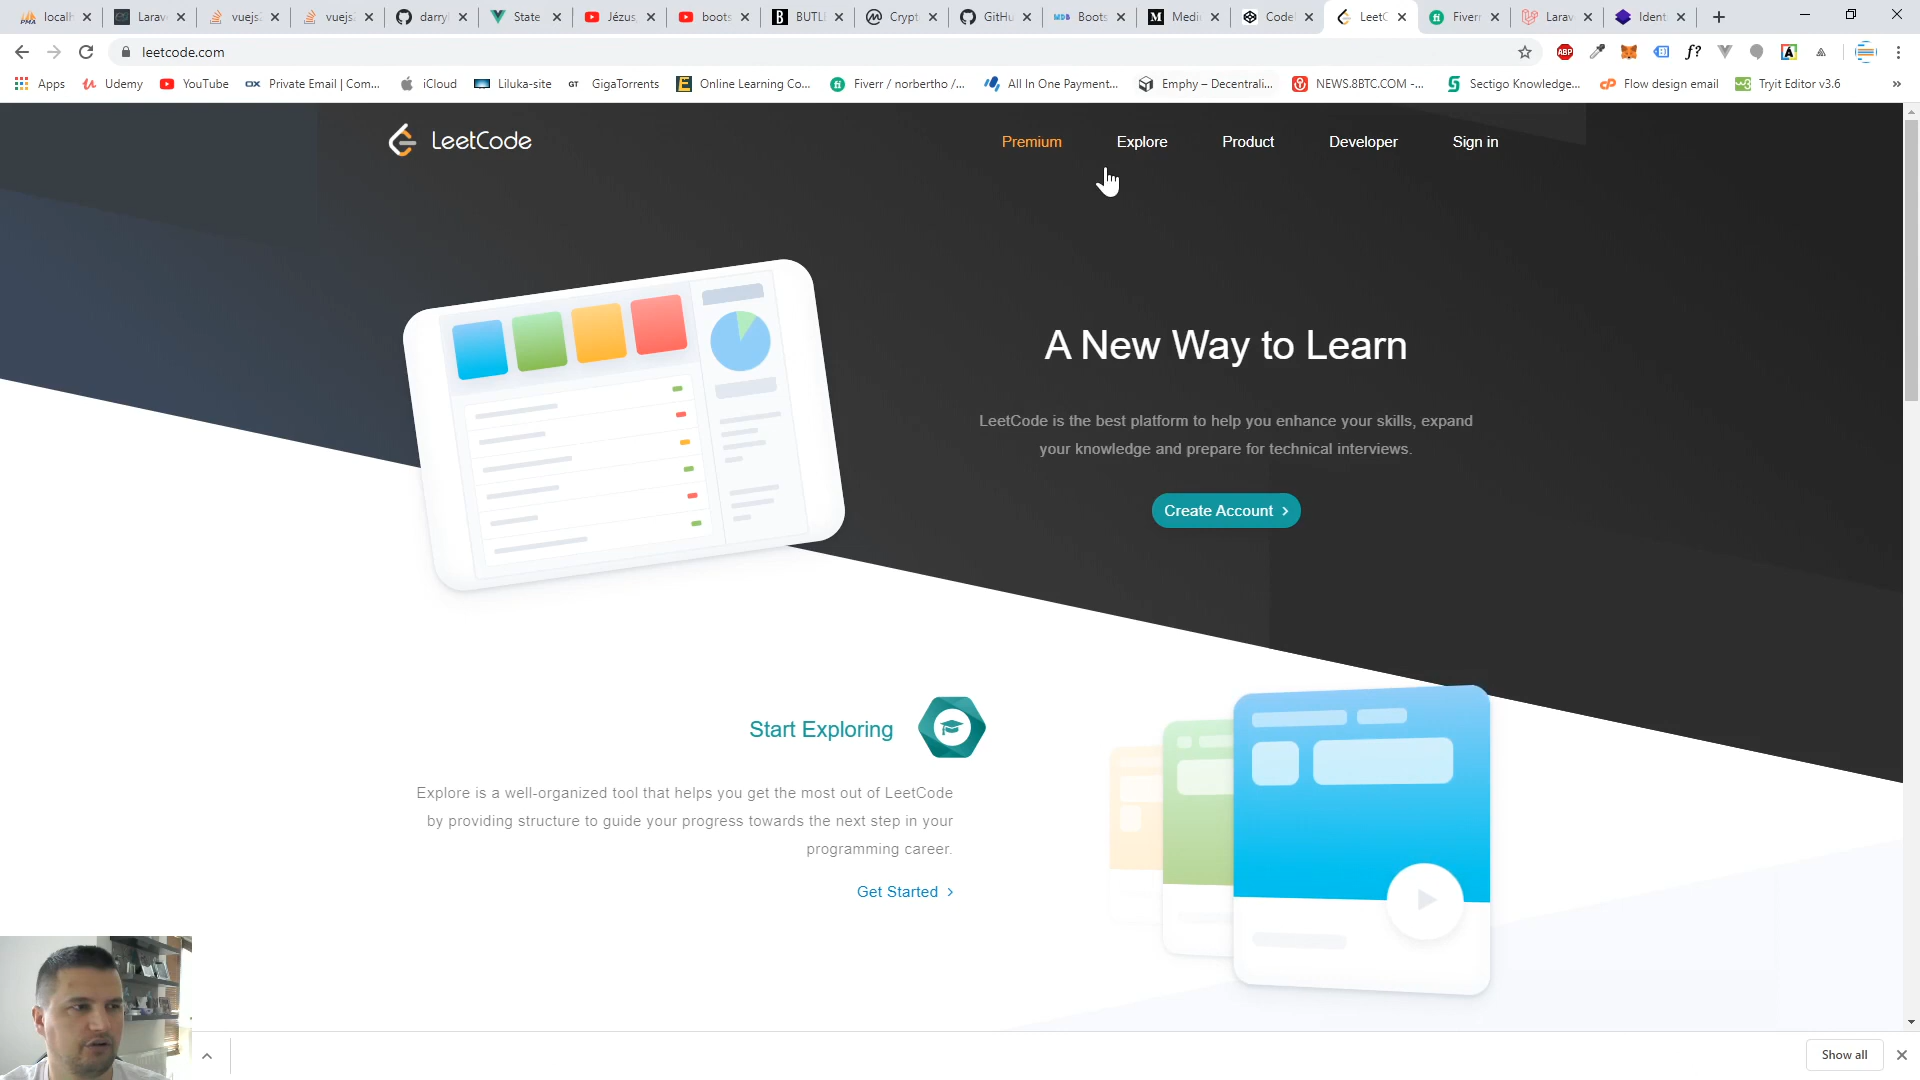 localh
Larav
vuejs
vuejs
darryl
State
Jézus,
boots
BUTLI
Crypt
GitHu
Boots
Medi
Codel
LeetC
Fiverr
Larav
Ident
leetcode.com
Apps
Udemy
YouTube
Private Email | Com...
iCloud
Liluka-site
GigaTorrents
Online Learning Co...
Fiverr / norbertho /...
All In One Payment...
Emphy – Decentrali...
NEWS.8BTC.COM -...
Sectigo Knowledge...
Flow design email
Tryit Editor v3.6
LeetCode
Premium
Explore
Product
Developer
Sign in
A New Way to Learn
LeetCode is the best platform to help you enhance your skills, expand
your knowledge and prepare for technical interviews.
Create Account
Start Exploring
Explore is a well-organized tool that helps you get the most out of LeetCode
by providing structure to guide your progress towards the next step in your
programming career.
Get Started
Show all